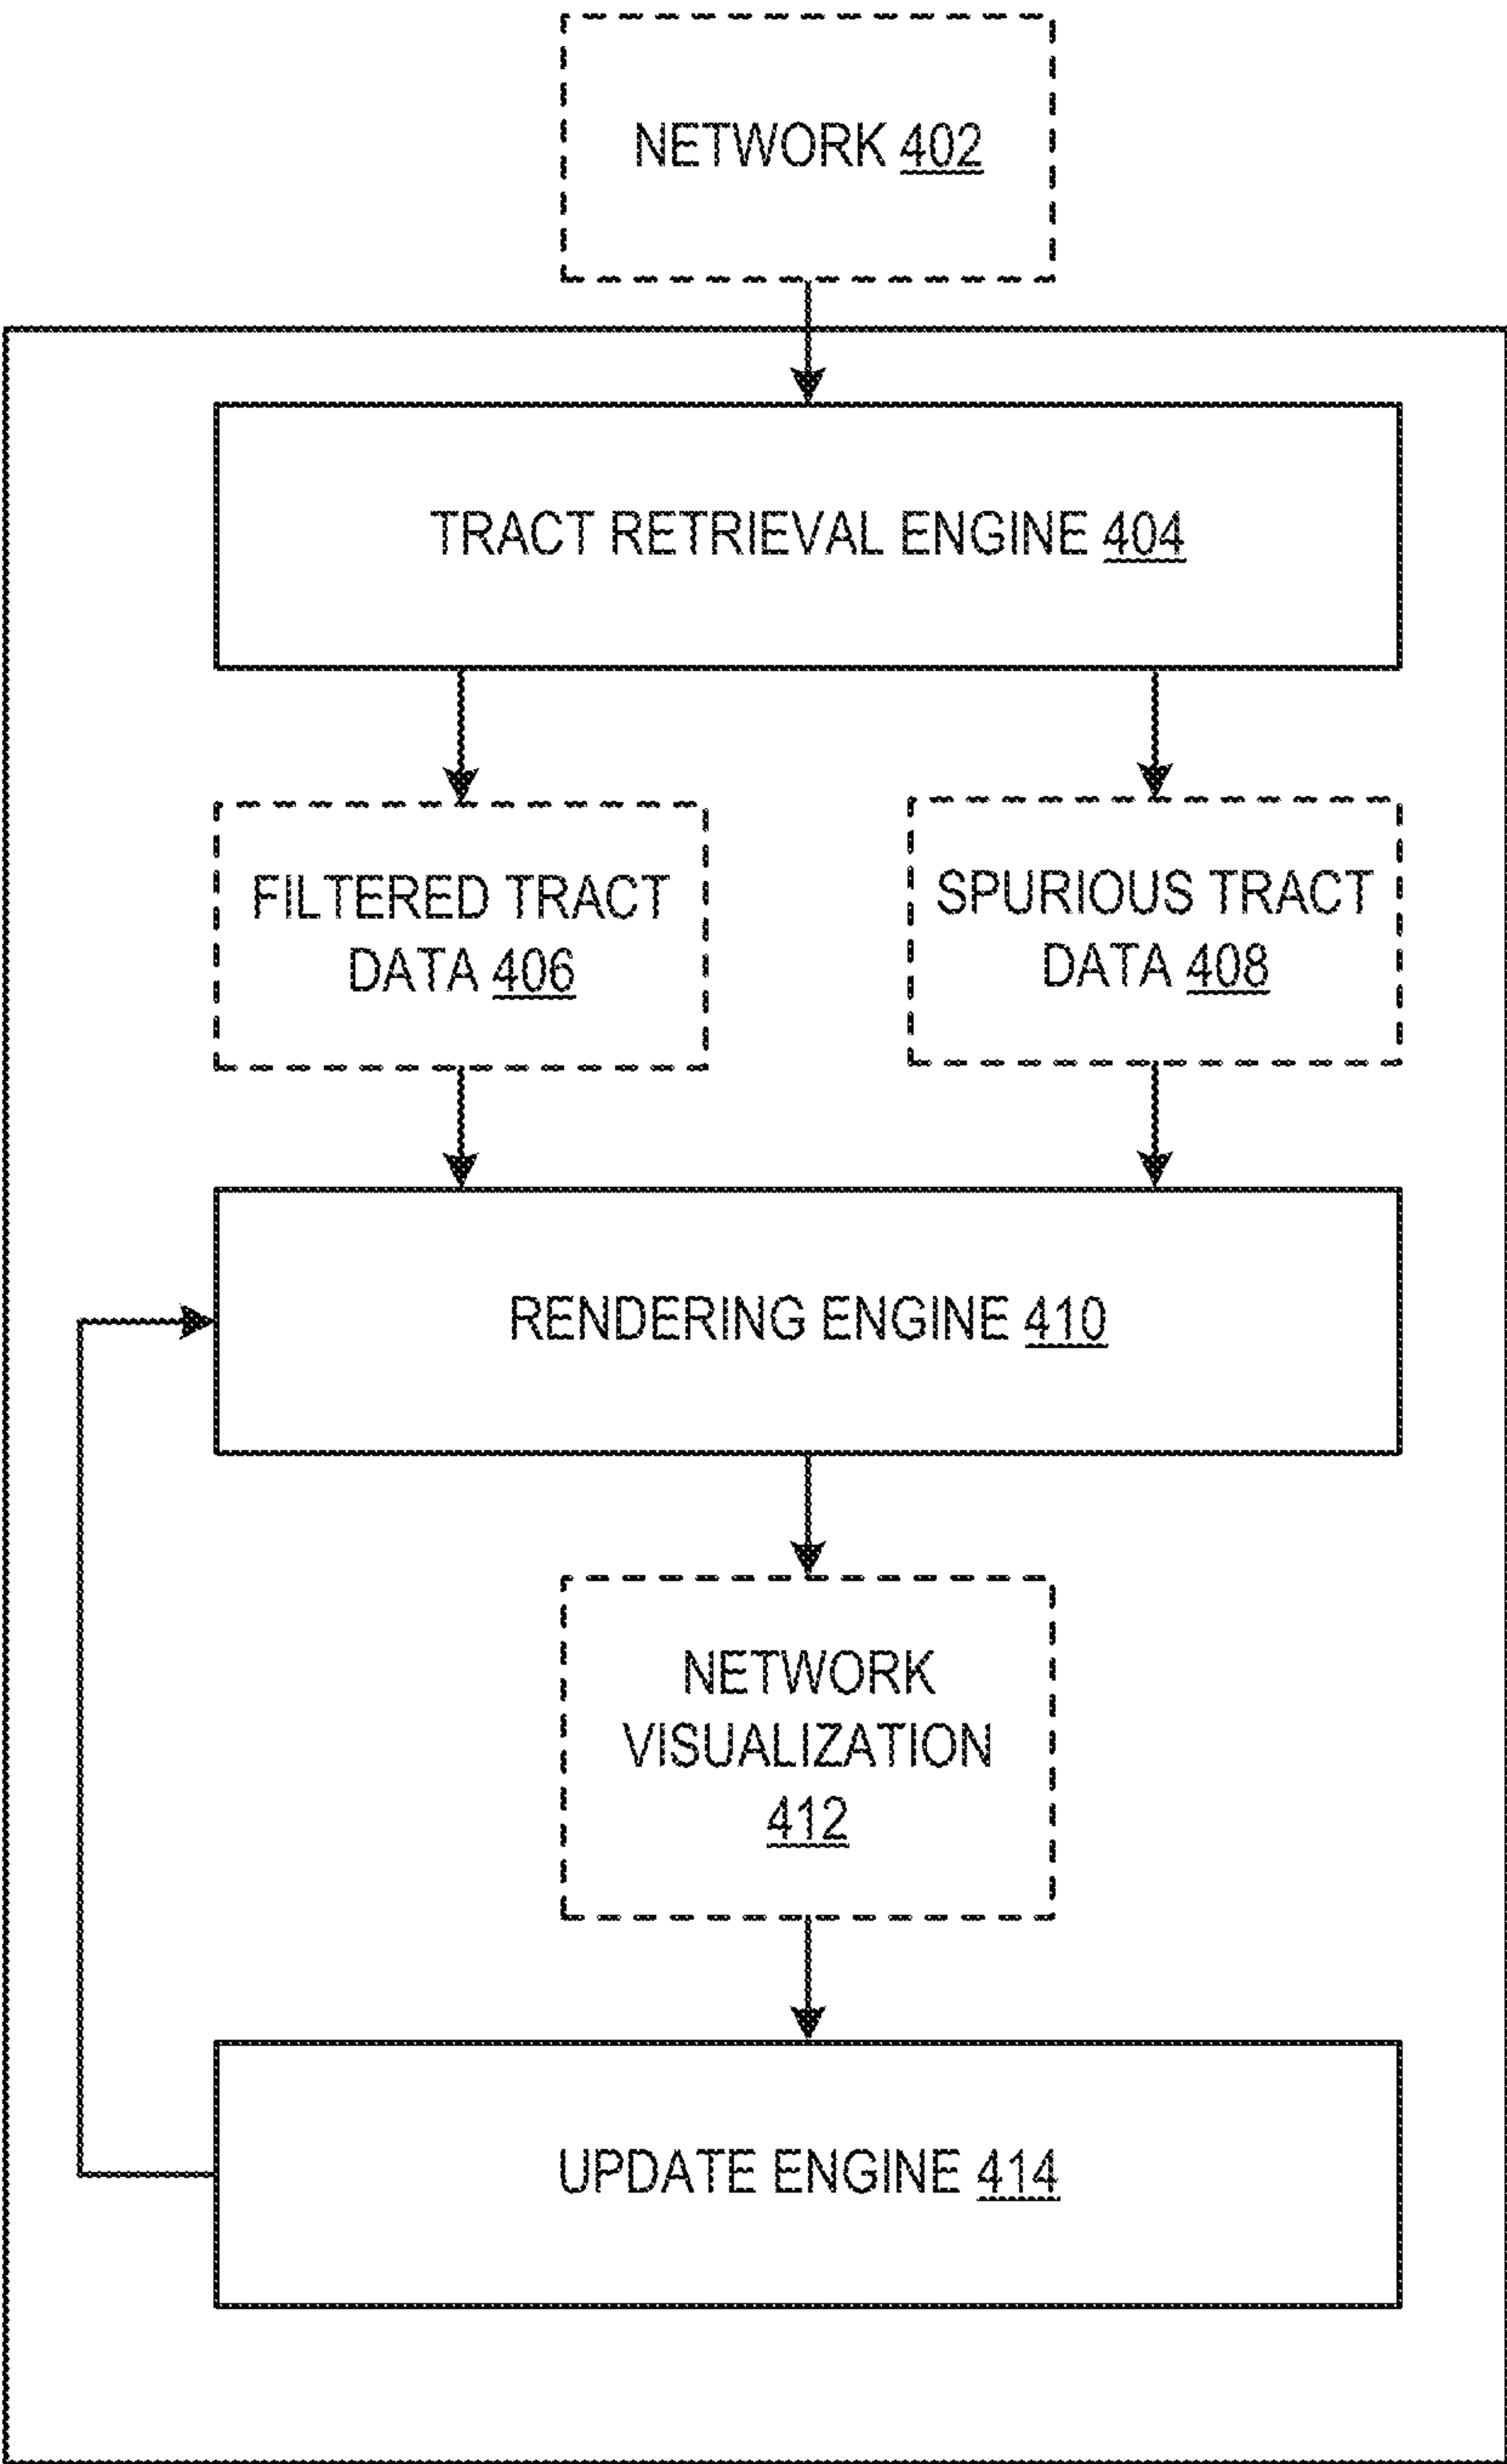 NETWORK 402
TRACT RETRIEVAL ENGINE 404
FILTERED TRACT
DATA 406
SPURIOUS TRACT
DATA 408
RENDERING ENGINE 410
NETWORK
VISUALIZATION
412
UPDATE ENGINE 414